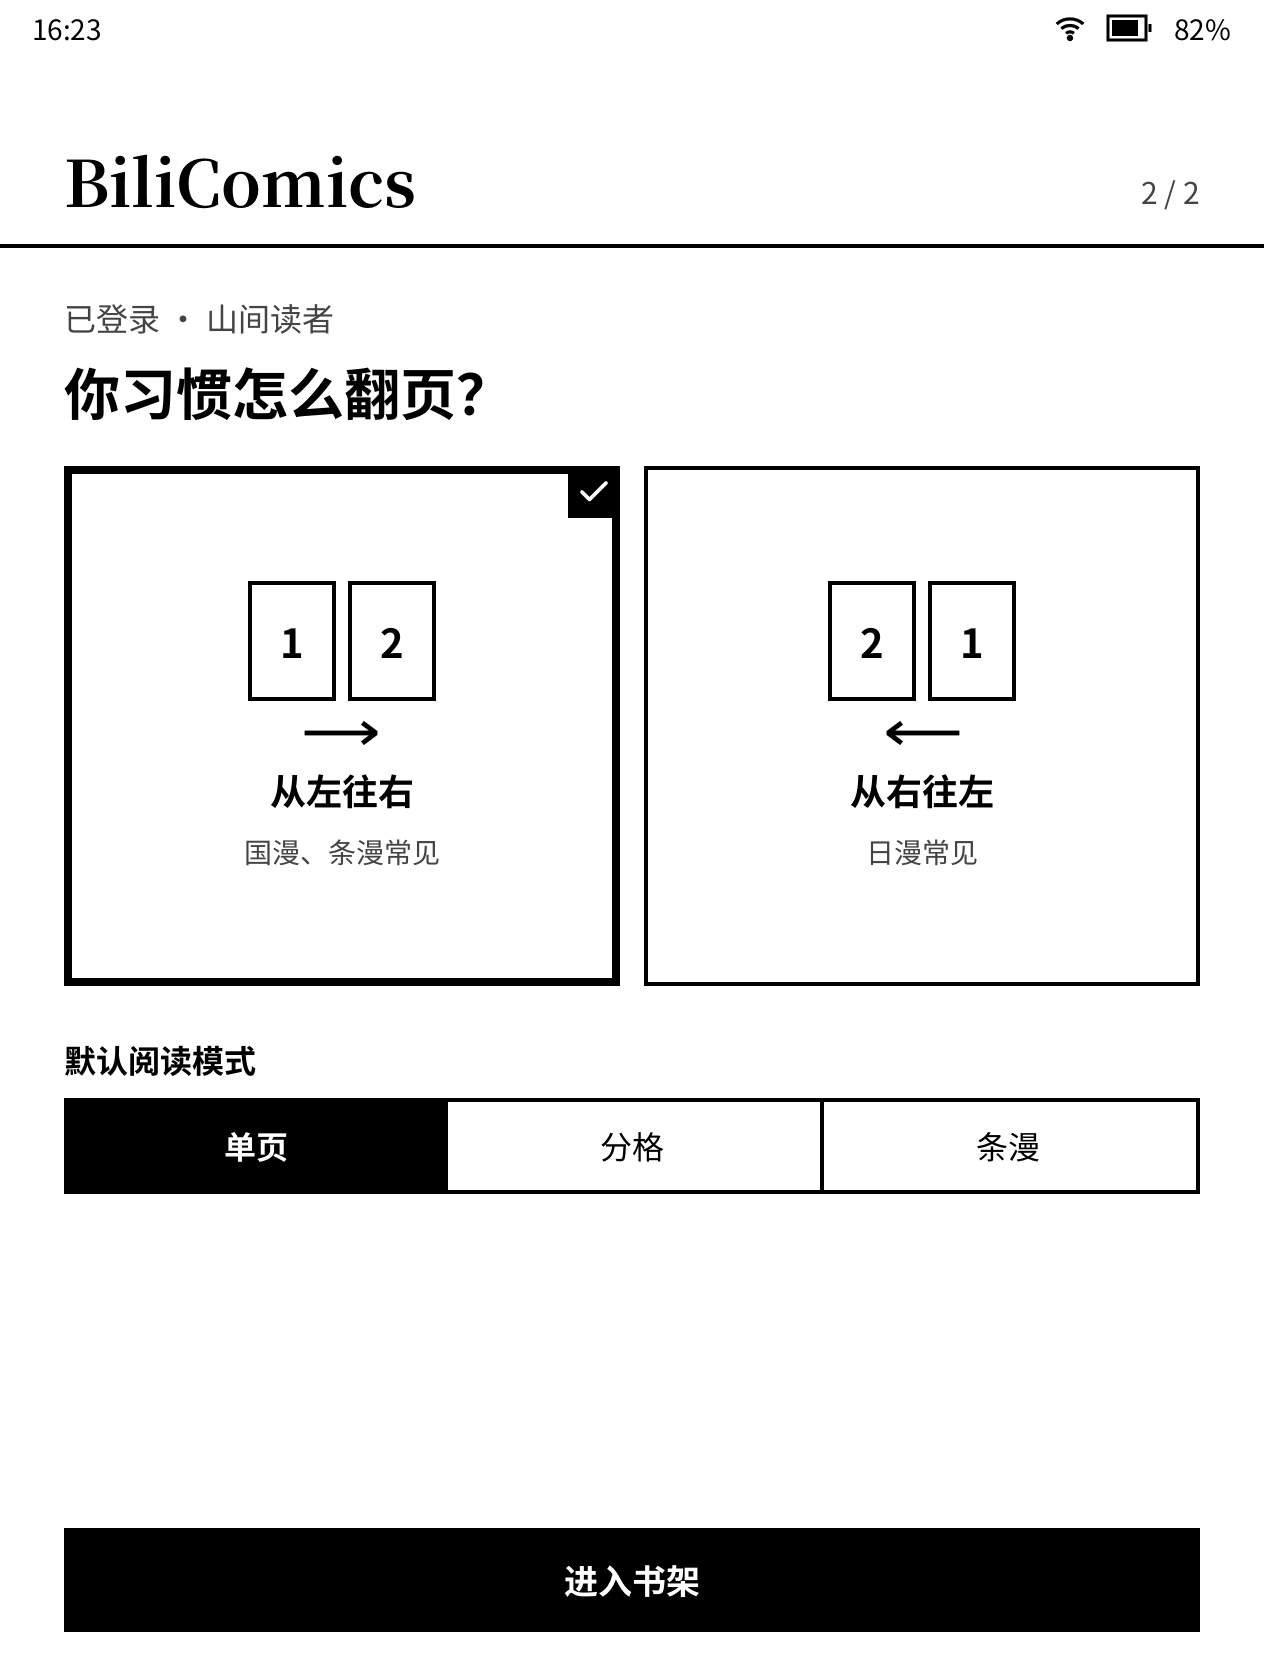 16:23
82%
BiliComics
2 / 2
已登录 · 山间读者
你习惯怎么翻页？
1 2
从左往右
国漫、条漫常见
2 1
从右往左
日漫常见
默认阅读模式
单页 分格 条漫
进入书架